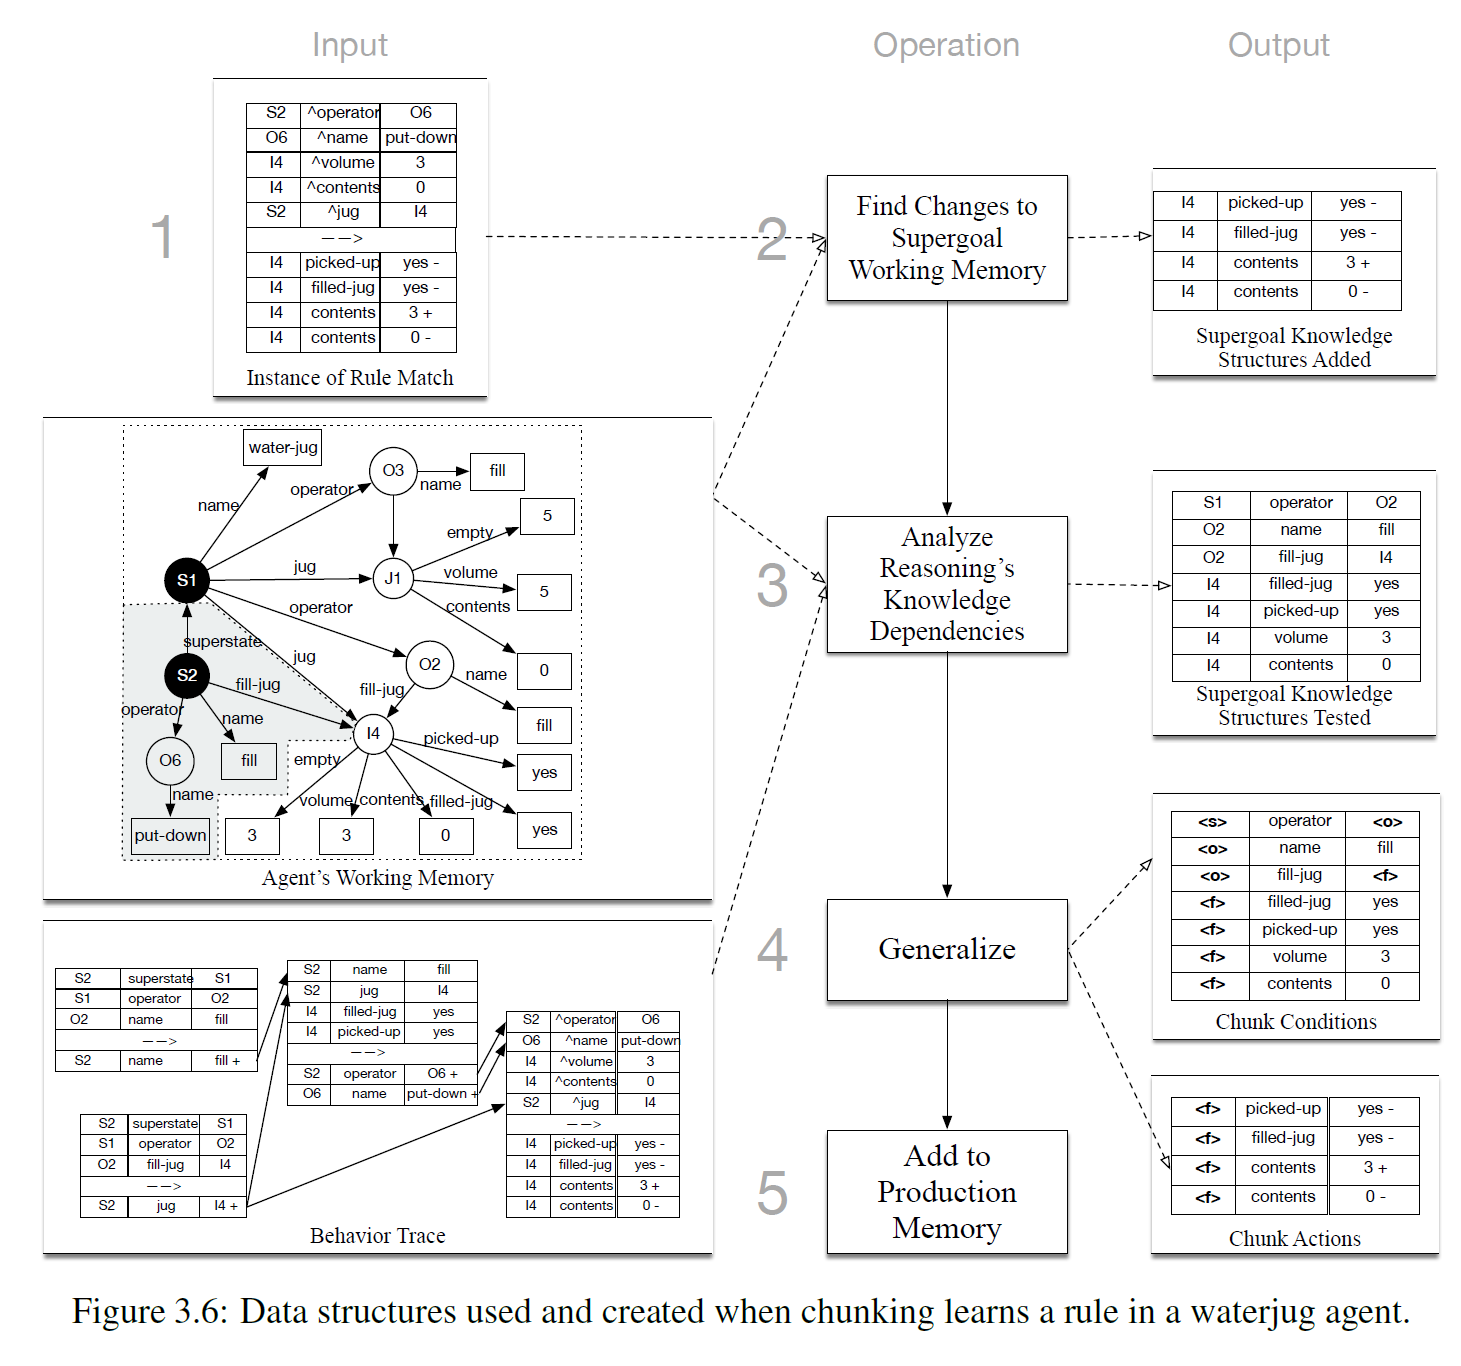 Input
Operation
Output
1
S2 ^operator O6
O6 ^name put-down
I4 ^volume 3
I4 ^contents 0
S2 ^jug I4
-->
I4 picked-up yes -
I4 filled-jug yes -
I4 contents 3 +
I4 contents 0 -
Instance of Rule Match
2
Find Changes to
Supergoal
Working Memory
I4 picked-up yes -
I4 filled-jug yes -
I4 contents 3 +
I4 contents 0 -
Supergoal Knowledge
Structures Added
water-jug
O3
fill
name
operator
name
5
empty
S1
jug
J1
volume
5
operator
contents
superstate
jug
O2
0
S2
fill-jug
fill-jug
name
operator
name
fill
I4
picked-up
O6
fill
empty
yes
name
volume
contents
filled-jug
put-down
3
3
0
yes
Agent's Working Memory
3
Analyze
Reasoning's
Knowledge
Dependencies
S1 operator O2
O2 name fill
O2 fill-jug I4
I4 filled-jug yes
I4 picked-up yes
I4 volume 3
I4 contents 0
Supergoal Knowledge
Structures Tested
S2 superstate S1
S1 operator O2
O2 name fill
-->
S2 name fill +
S2 name fill
S2 jug I4
I4 filled-jug yes
I4 picked-up yes
-->
S2 operator O6 +
O6 name put-down +
S2 superstate S1
S1 operator O2
O2 fill-jug I4
-->
S2 jug I4 +
S2 ^operator O6
O6 ^name put-down
I4 ^volume 3
I4 ^contents 0
S2 ^jug I4
-->
I4 picked-up yes -
I4 filled-jug yes -
I4 contents 3 +
I4 contents 0 -
Behavior Trace
4
Generalize
<s> operator <o>
<o> name fill
<o> fill-jug <f>
<f> filled-jug yes
<f> picked-up yes
<f> volume 3
<f> contents 0
Chunk Conditions
5
Add to
Production
Memory
<f> picked-up yes -
<f> filled-jug yes -
<f> contents 3 +
<f> contents 0 -
Chunk Actions
Figure 3.6: Data structures used and created when chunking learns a rule in a waterjug agent.